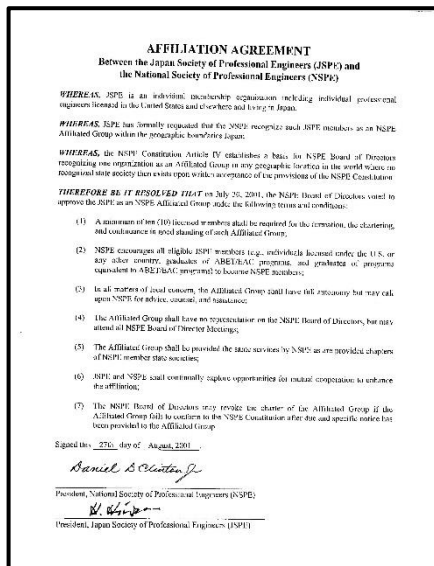 AFFILIATION AGREEMENT
Between the Japan Society of Professional Engineers (JSPE) and
the National Society of Professional Engineers (NSPE)
WHEREAS, JSPE is an individual membership organization including individual professional
engineers licensed in the United States and elsewhere and living in Japan.
WHEREAS, JSPE has formally requested that the NSPE recognize such JSPE members as an NSPE
Affiliated Group within the geographic boundaries Japan;
WHEREAS, the NSPE Constitution Article IV establishes a basis for NSPE Board of Directors
recognizing one organization as an Affiliated Group in any geographic location in the world where no
recognized state society then exists upon written acceptance of the provisions of the NSPE Constitution
THEREFORE BE IT RESOLVED THAT on July 2001, the NSPE Board of Directors voted to
approve the JSPE as an NSPE Affiliated Group under the following terms and conditions:
(1) A minimum of ten (10) licensed members shall be required for the formation, the chartering,
and continuance in good standing of such Affiliated Group;
(2) NSPE encourages all eligible JSPE members (e.g., individuals licensed under the U.S. or
any other country, graduates of ABET/EAC programs, and graduates of programs
equivalent to ABET/EAC programs) to become NSPE members;
(3) In all matters of local concern, the Affiliated Group shall have full autonomy but may call
upon NSPE for advice, counsel, and assistance;
(4) The Affiliated Group shall have no representation on the NSPE Board of Directors, but may
attend all NSPE Board of Director Meetings;
(5) The Affiliated Group shall be provided the same services by NSPE as are provided chapters
of NSPE member state societies;
(6) JSPE and NSPE shall continually explore opportunities for mutual cooperation to enhance
the affiliation;
(7) The NSPE Board of Directors may revoke the charter of the Affiliated Group if the
Affiliated Group fails to conform to the NSPE Constitution after due and specific notice has
been provided to the Affiliated Group
Signed this 27th day of August, 2001.
Daniel B Clinton Jr
President, National Society of Professional Engineers (NSPE)
President, Japan Society of Professional Engineers (JSPE)